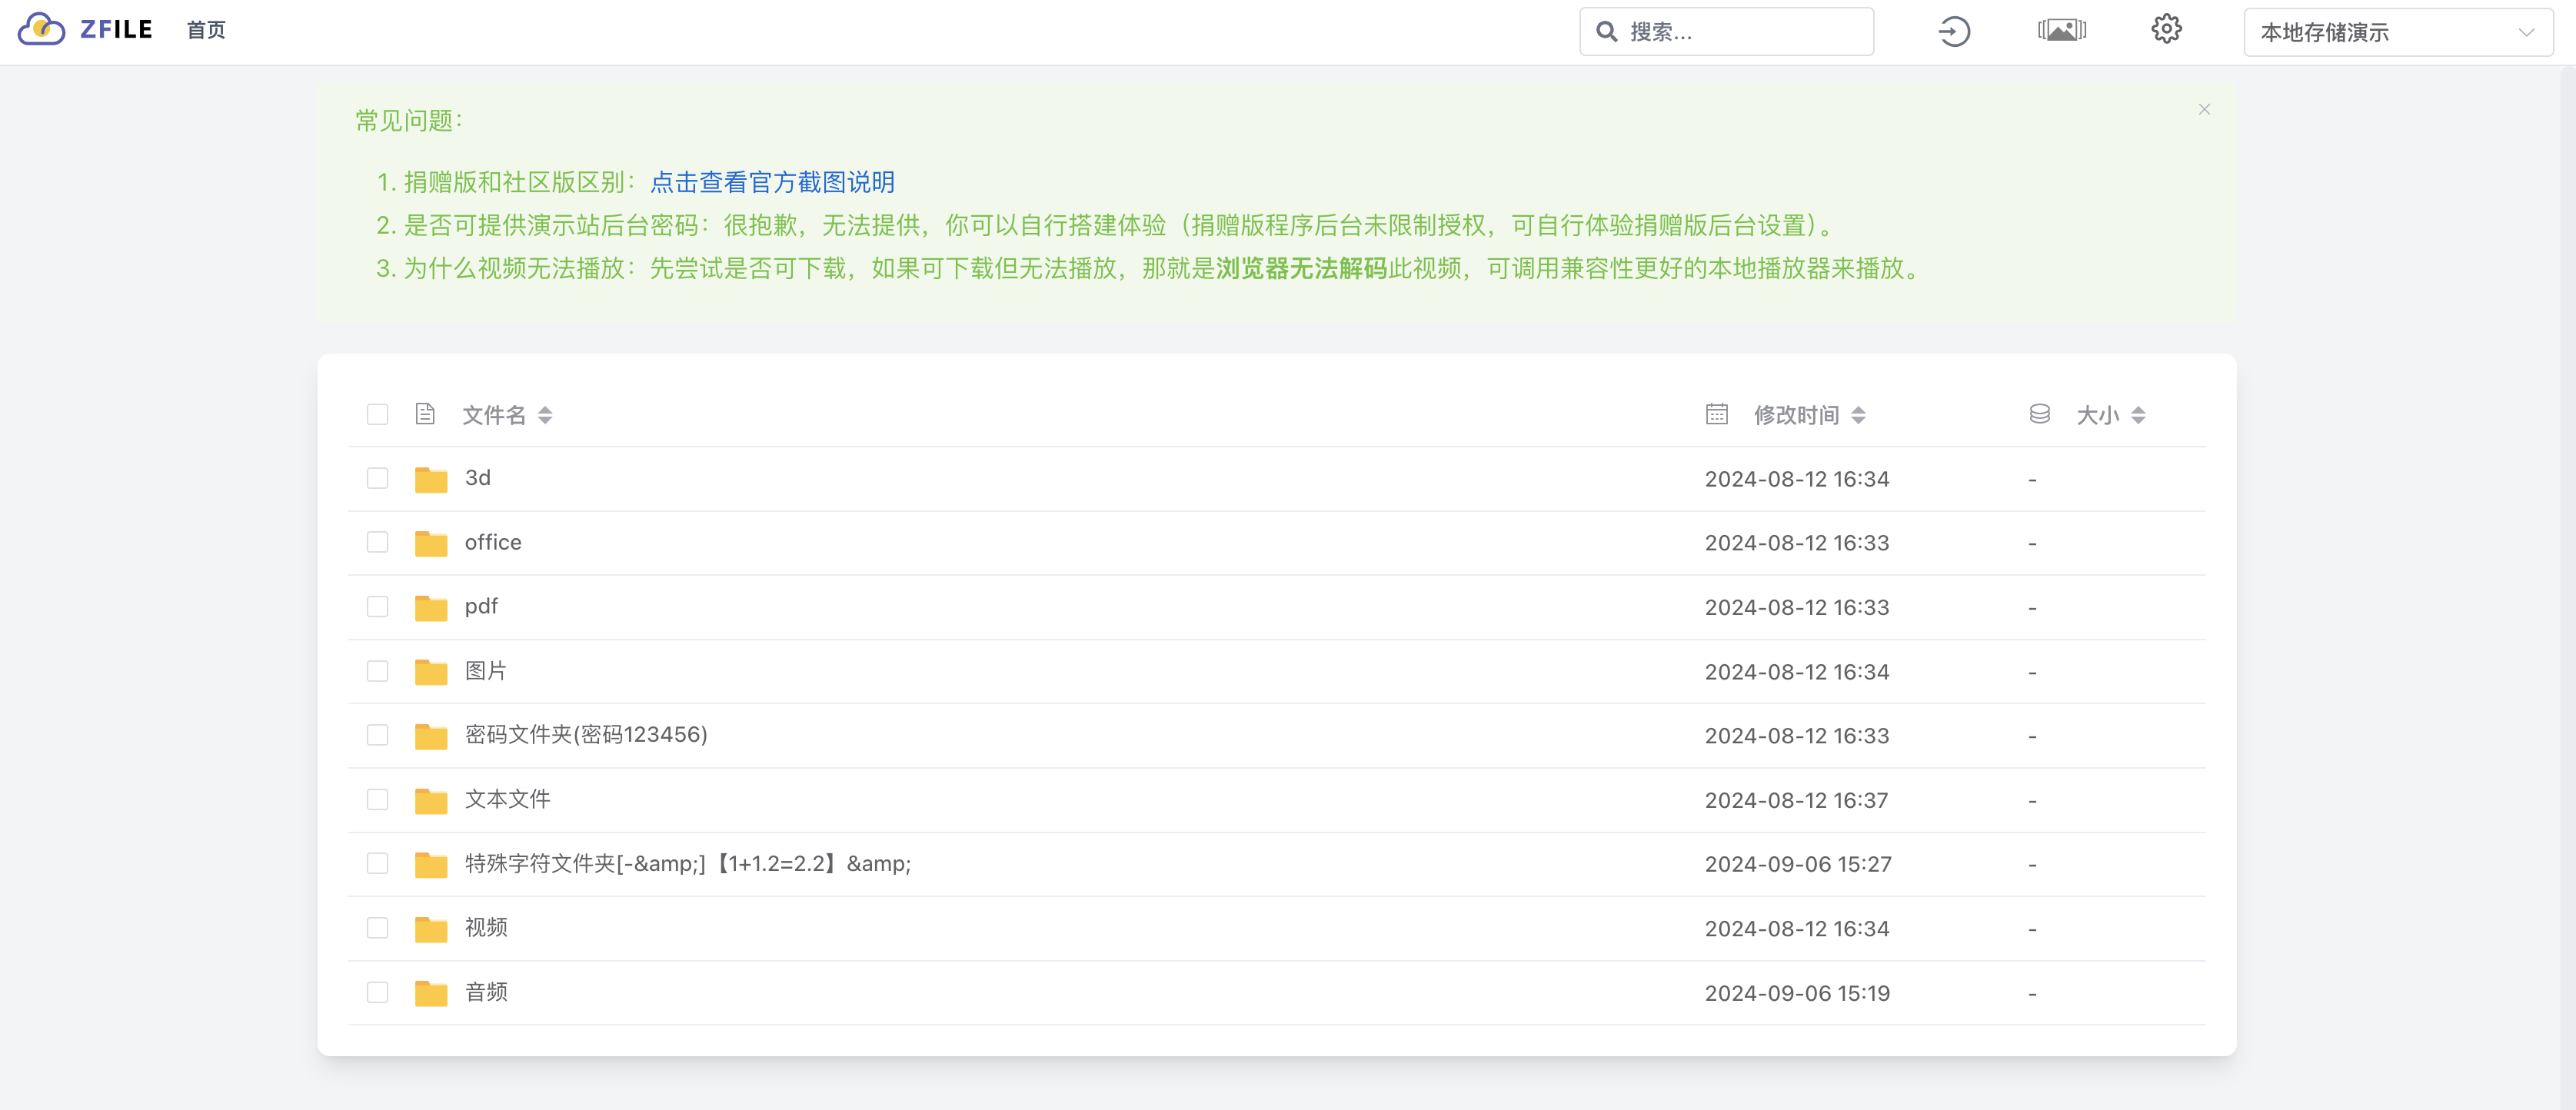 ZFILE 首页 搜索... 本地存储演示
常见问题：
1. 捐赠版和社区版区别：点击查看官方截图说明
2. 是否可提供演示站后台密码：很抱歉，无法提供，你可以自行搭建体验（捐赠版程序后台未限制授权，可自行体验捐赠版后台设置）。
3. 为什么视频无法播放：先尝试是否可下载，如果可下载但无法播放，那就是浏览器无法解码此视频，可调用兼容性更好的本地播放器来播放。
文件名 修改时间 大小
3d 2024-08-12 16:34 -
office 2024-08-12 16:33 -
pdf 2024-08-12 16:33 -
图片 2024-08-12 16:34 -
密码文件夹(密码123456) 2024-08-12 16:33 -
文本文件 2024-08-12 16:37 -
特殊字符文件夹[-&amp;]【1+1.2=2.2】&amp; 2024-09-06 15:27 -
视频 2024-08-12 16:34 -
音频 2024-09-06 15:19 -